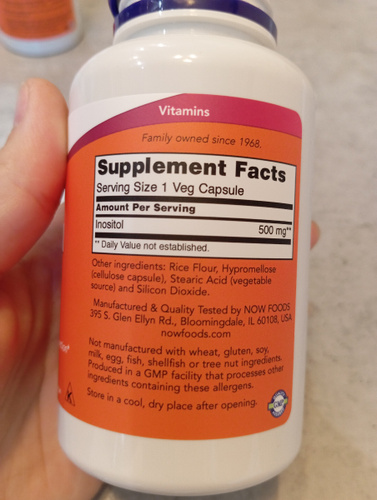 Vitamins
Family owned since 1968.
Supplement Facts
Serving Size 1 Veg Capsule
Amount Per Serving
Inositol 500 mg**
** Daily Value not established.
Other ingredients: Rice Flour, Hypromellose
(cellulose capsule), Stearic Acid (vegetable
source) and Silicon Dioxide.
Manufactured & Quality Tested by NOW FOODS
395 S. Glen Ellyn Rd., Bloomingdale, IL 60108, USA
nowfoods.com
Not manufactured with wheat, gluten, soy,
milk, egg, fish, shellfish or tree nut ingredients.
Produced in a GMP facility that processes other
ingredients containing these allergens.
Store in a cool, dry place after opening.
GMP
K